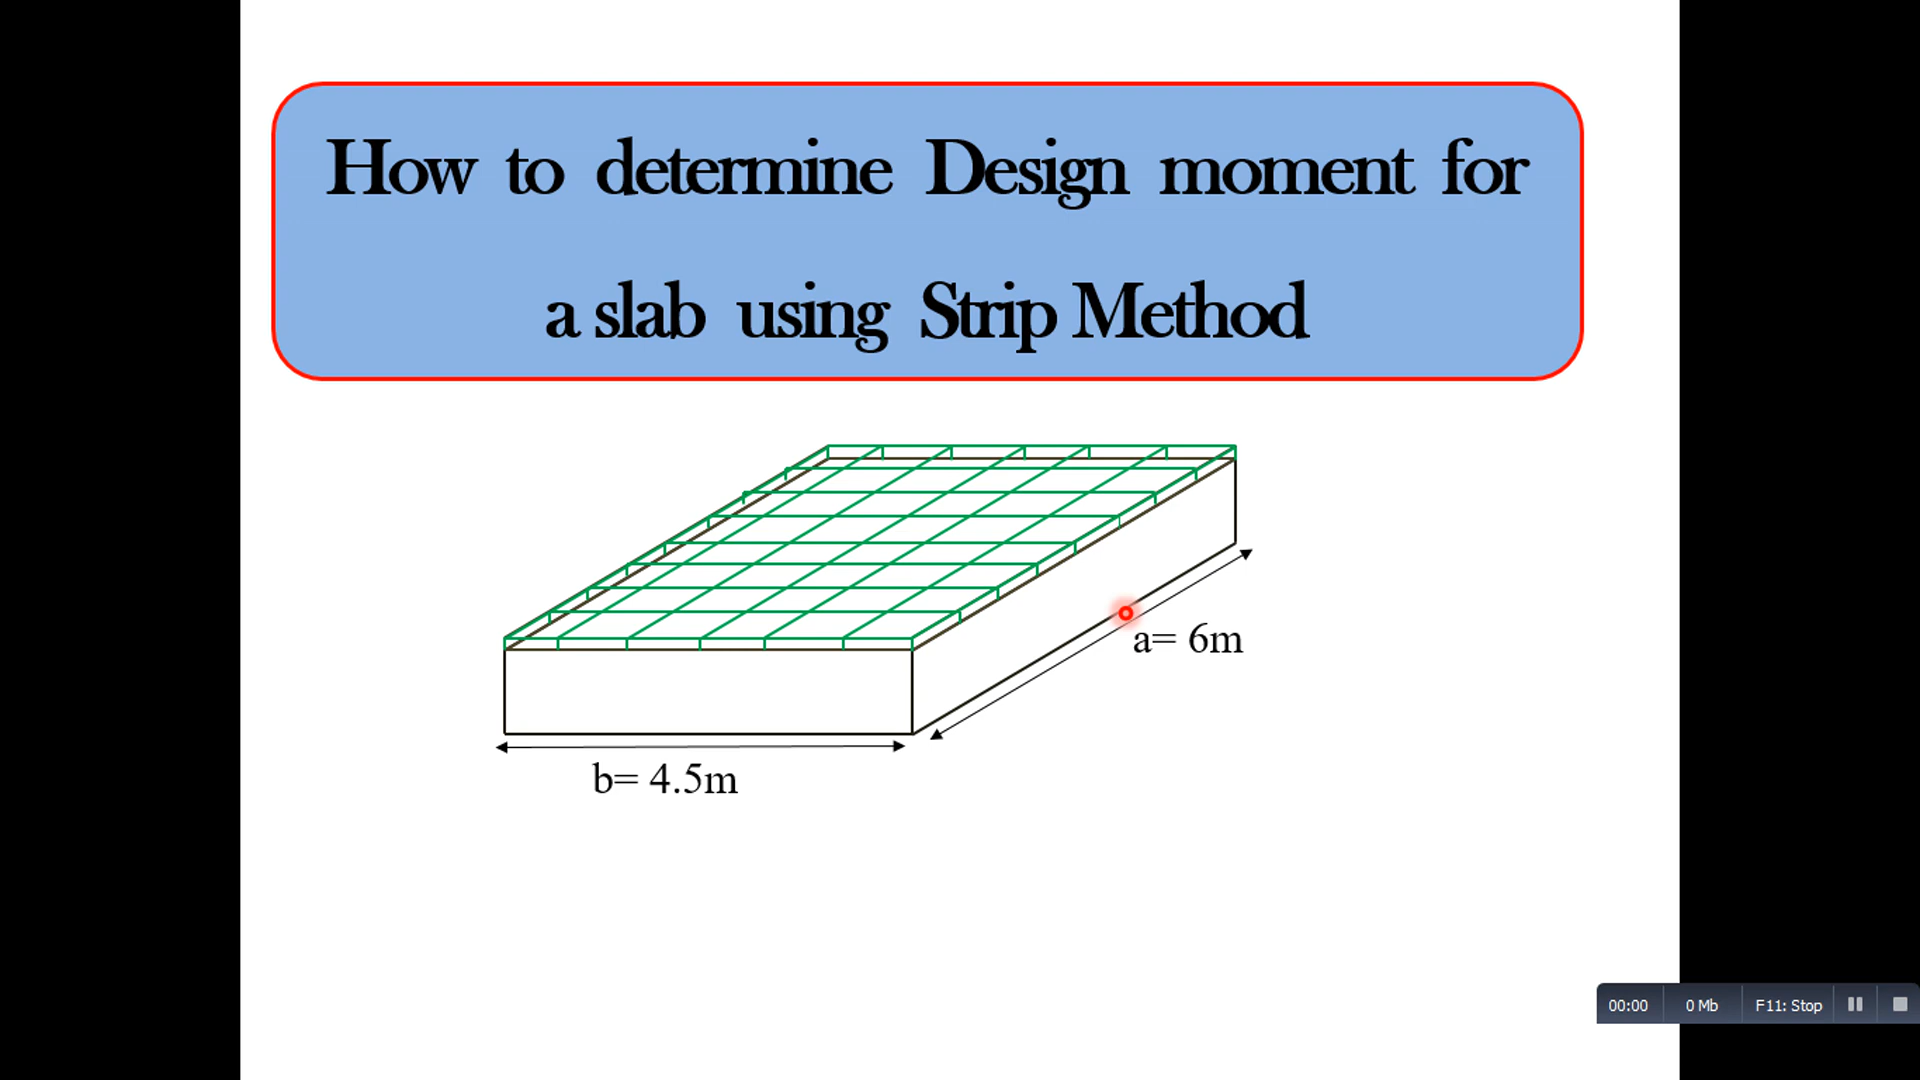 How to determine Design moment for
a slab using Strip Method
a= 6m
b= 4.5m
00:00 0 Mb F11: Stop